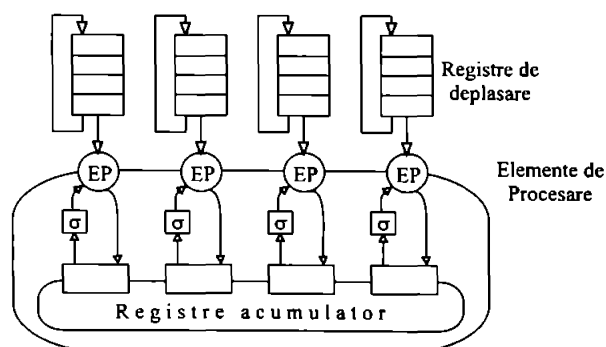 Registre de
deplasare
EP EP EP EP
Elemente de
Procesare
σ σ σ σ
Registre acumulator